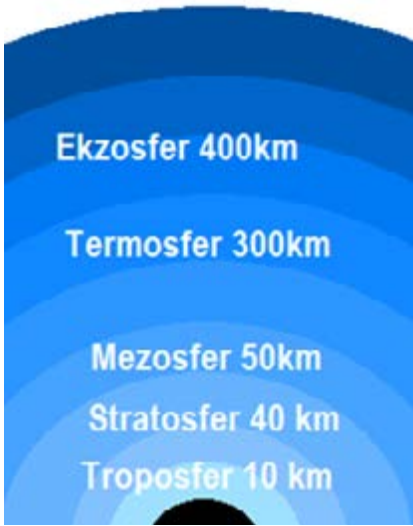 Ekzosfer 400km
Termosfer 300km
Mezosfer 50km
Stratosfer 40 km
Troposfer 10 km